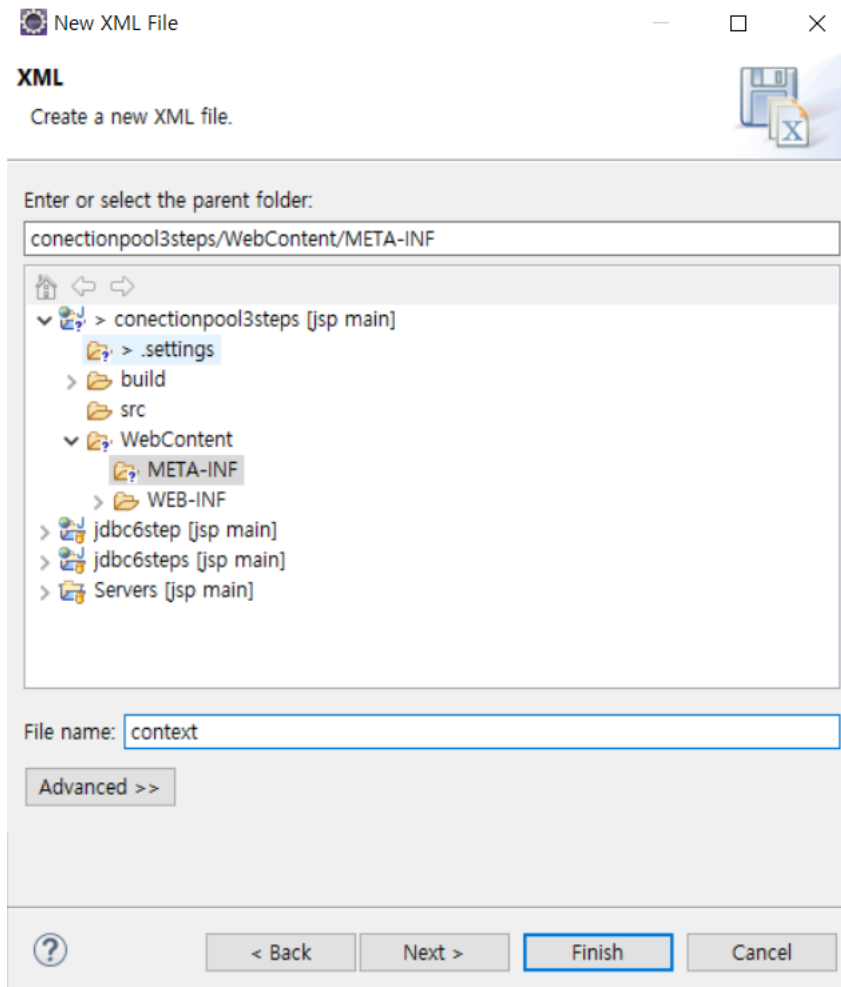 New XML File
XML
Create a new XML file.
X
Enter or select the parent folder:
conectionpool3steps/WebContent/META-INF
> conectionpool3steps [jsp main]
> .settings
build
src
WebContent
META-INF
WEB-INF
jdbc6step [jsp main]
jdbc6steps [jsp main]
Servers [jsp main]
File name: context
Advanced >>
? < Back Next > Finish Cancel